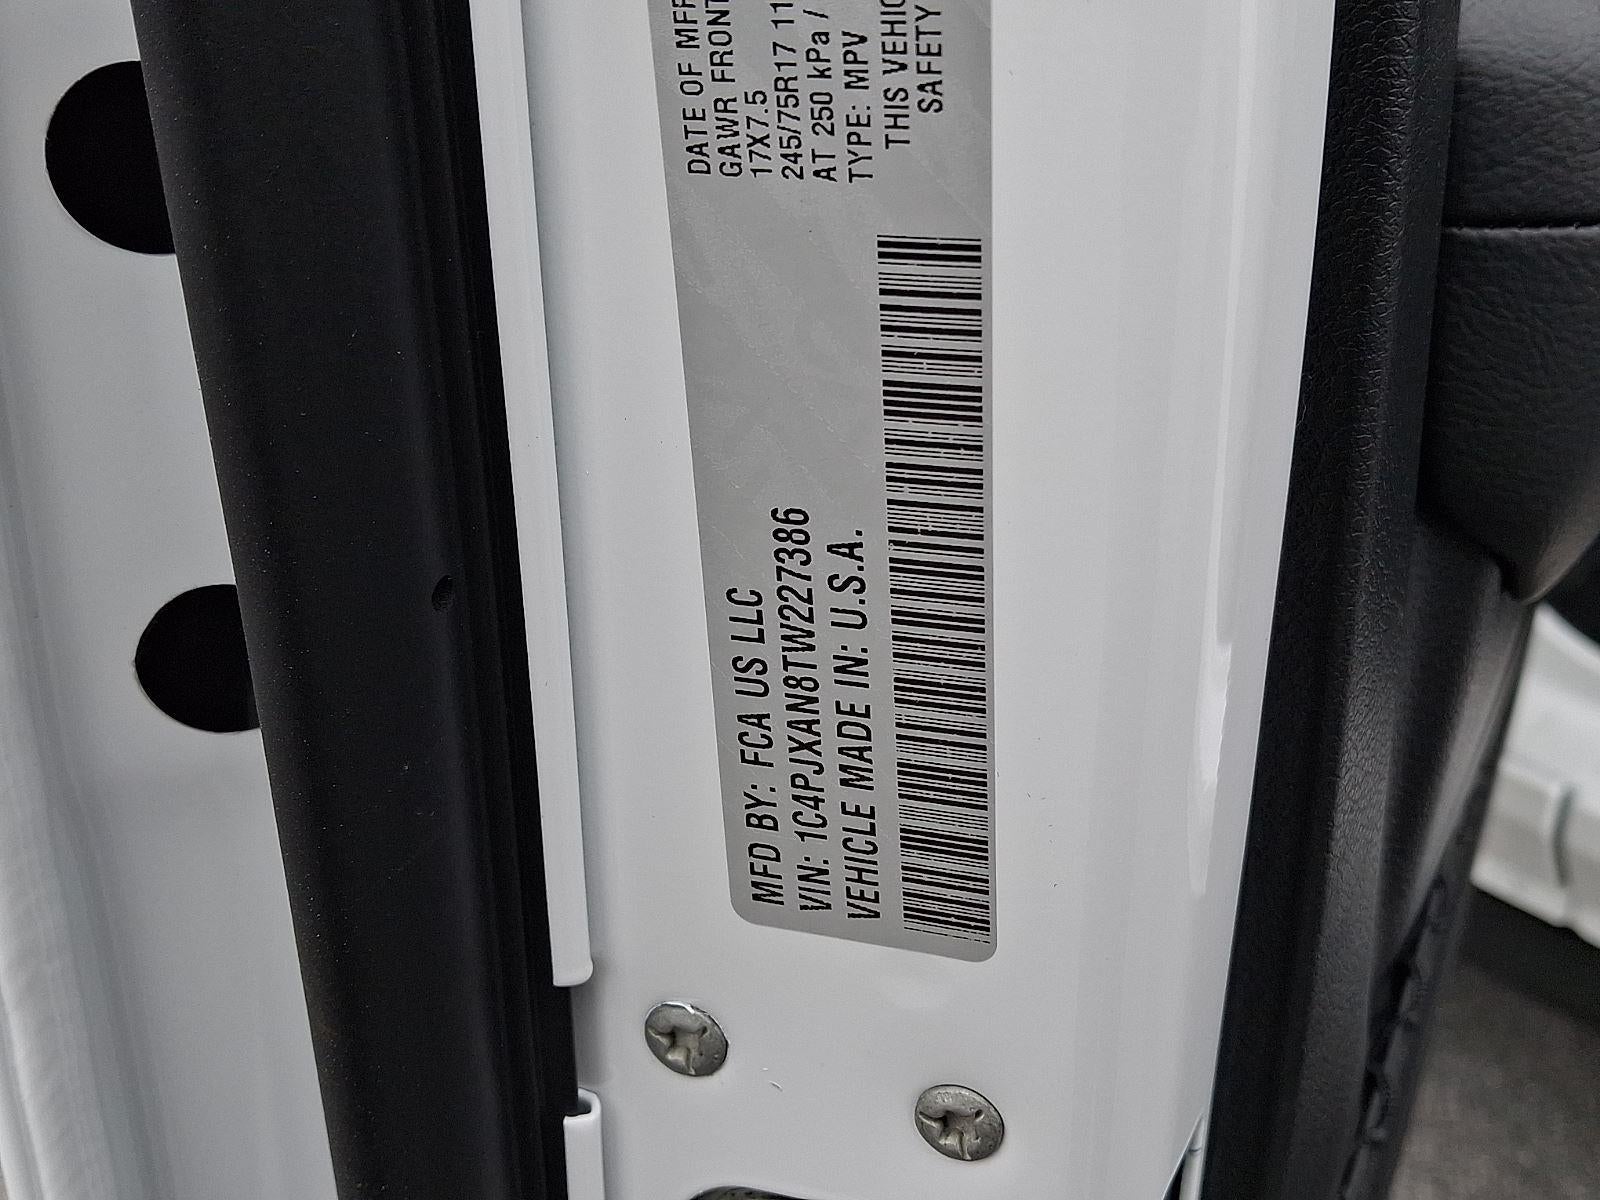 MFD BY: FCA US LLC
VIN: 1C4PJXAN8TW227386
VEHICLE MADE IN: U.S.A.
DATE OF MFR
GAWR FRONT
17X7.5
245/75R17 11
AT 250 kPa /
TYPE: MPV
THIS VEHIC
SAFETY